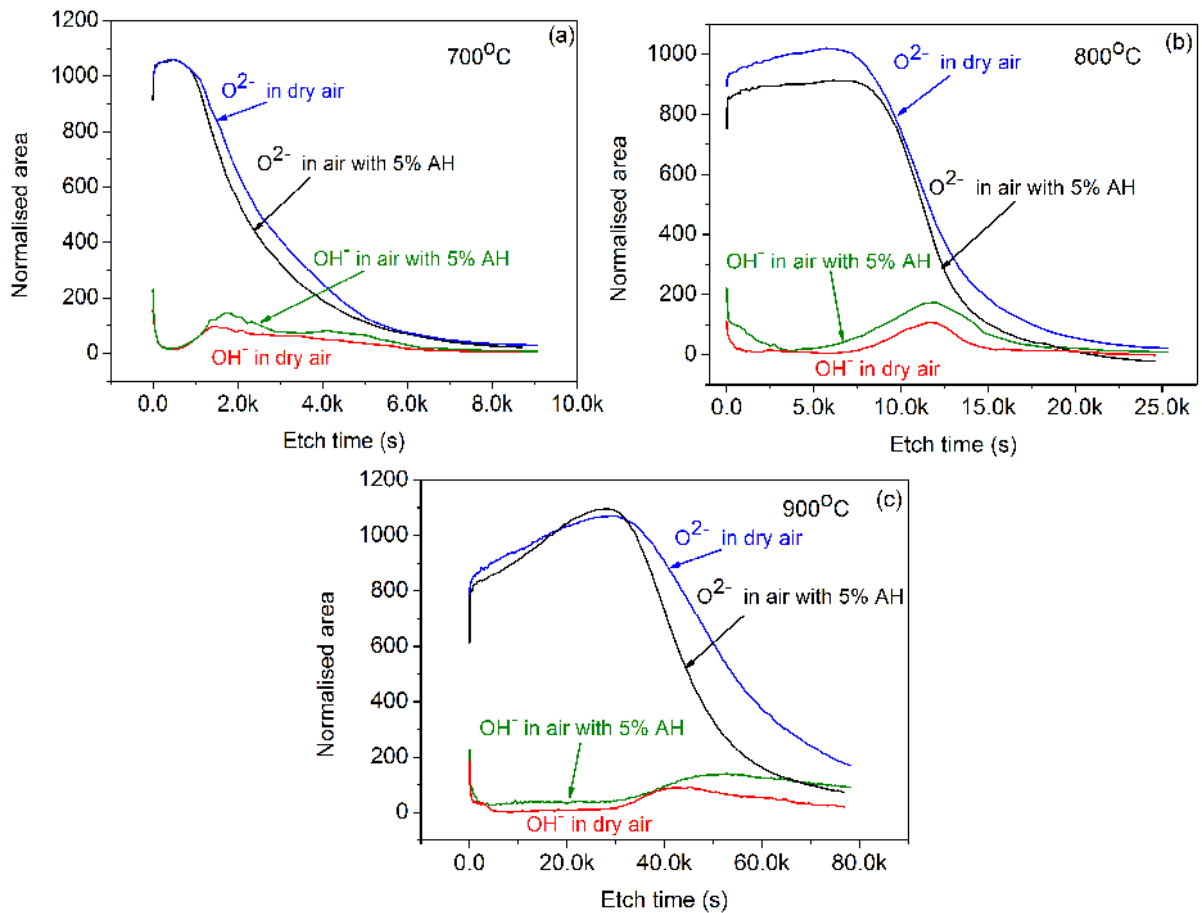 (a)
700°C
1200
1000
800
600
400
200
0
Normalised area
O²⁻ in dry air
O²⁻ in air with 5% AH
OH⁻ in air with 5% AH
OH⁻ in dry air
0.0 2.0k 4.0k 6.0k 8.0k 10.0k
Etch time (s)
(b)
800°C
1000
800
600
400
200
0
Normalised area
O²⁻ in dry air
O²⁻ in air with 5% AH
OH⁻ in air with 5% AH
OH⁻ in dry air
0.0 5.0k 10.0k 15.0k 20.0k 25.0k
Etch time (s)
(c)
900°C
1200
1000
800
600
400
200
0
Normalised area
O²⁻ in dry air
O²⁻ in air with 5% AH
OH⁻ in air with 5% AH
OH⁻ in dry air
0.0 20.0k 40.0k 60.0k 80.0k
Etch time (s)